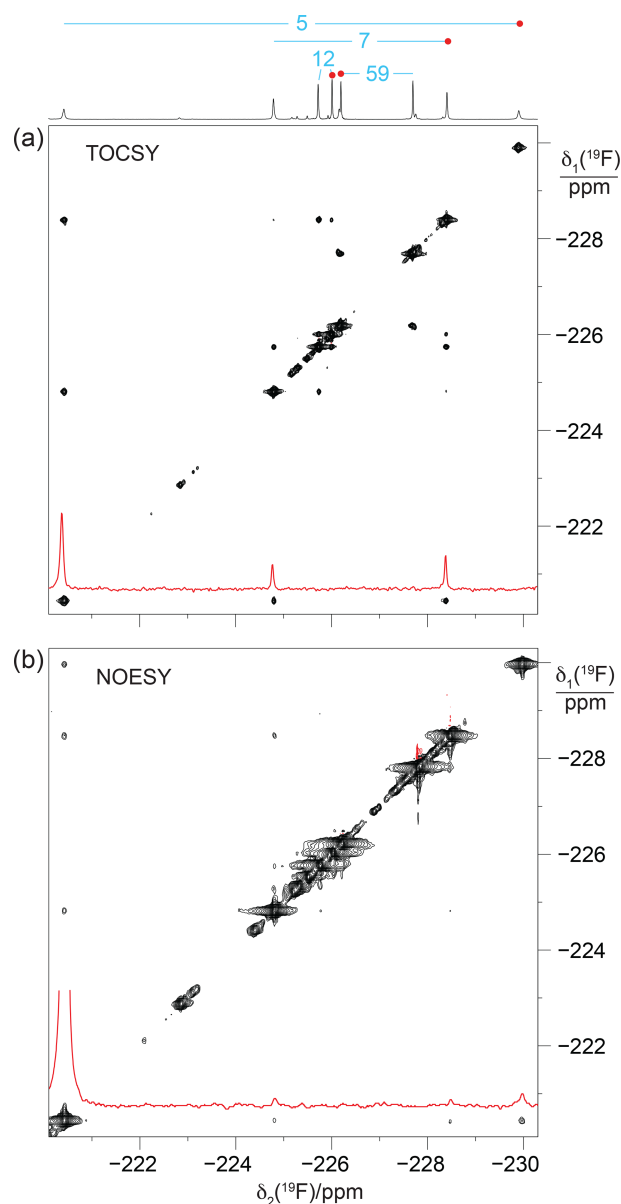 5
7
12
59
(a)
TOCSY
δ₁(¹⁹F)
ppm
−228
−226
−224
−222
(b)
NOESY
δ₁(¹⁹F)
ppm
−228
−226
−224
−222
−222 −224 −226 −228 −230
δ₂(¹⁹F)/ppm